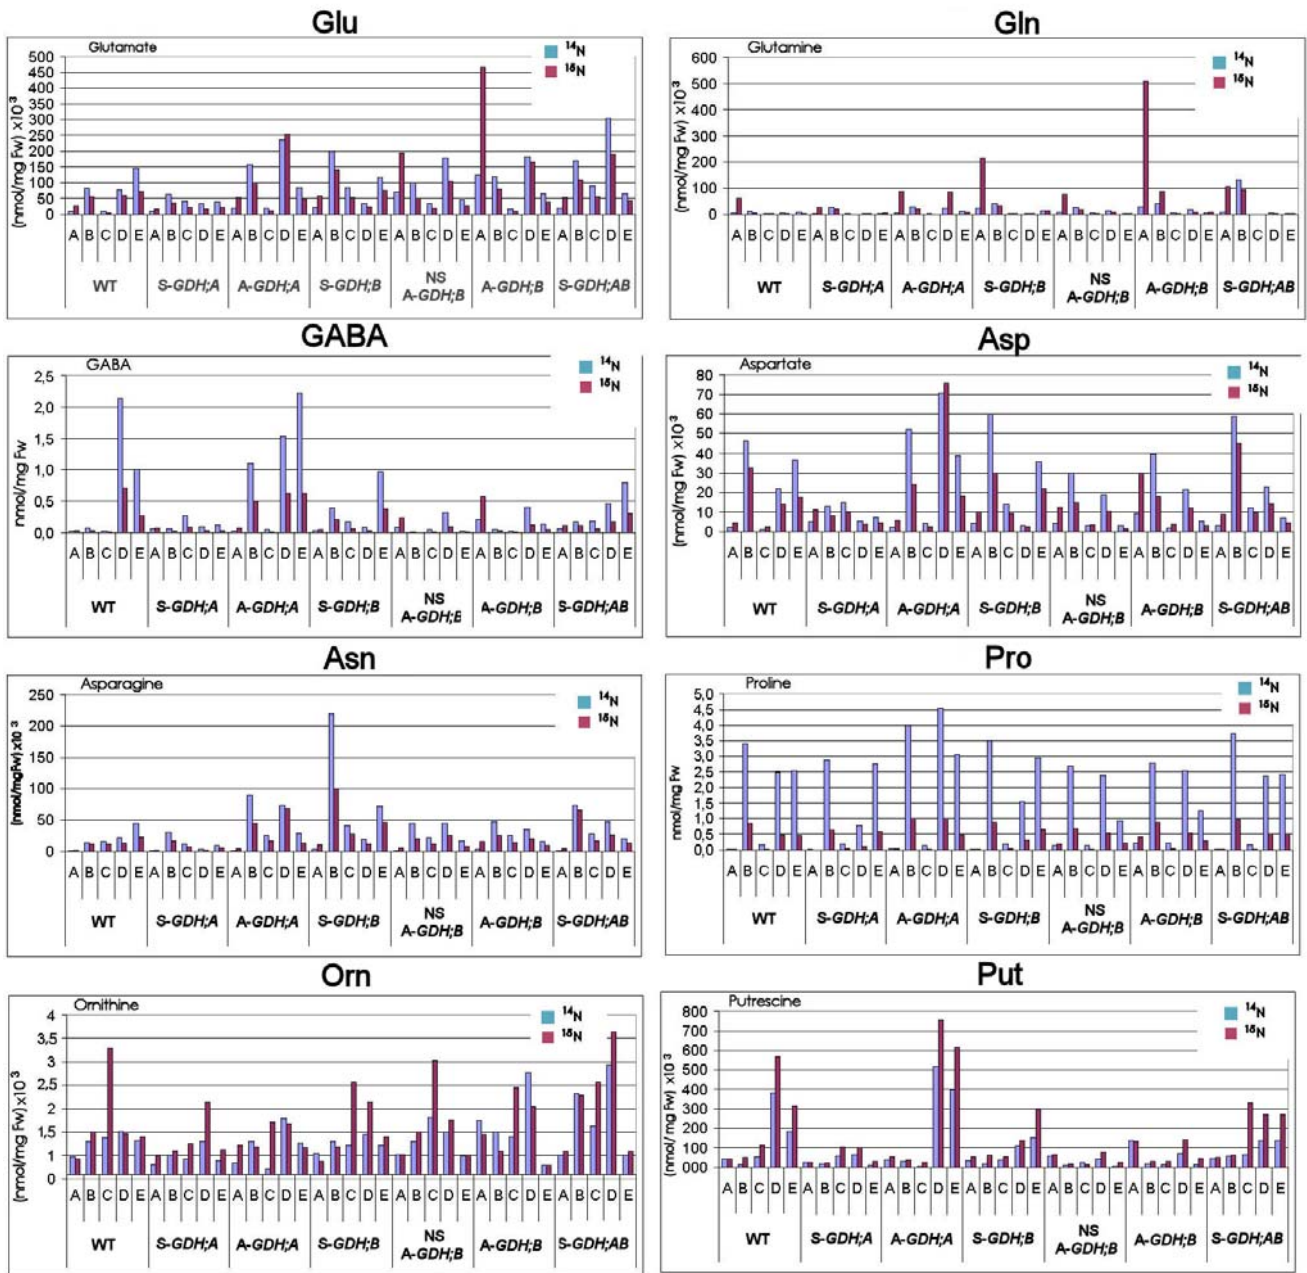 Glu
Glutamate
¹⁴N
¹⁵N
(nmol/mg Fw) x10³
500
450
400
350
300
250
200
150
100
50
0
A B C D E A B C D E A B C D E A B C D E A B C D E A B C D E A B C D E
WT S-GDH;A A-GDH;A S-GDH;B NS A-GDH;B A-GDH;B S-GDH;AB
Gln
Glutamine
¹⁴N
¹⁵N
(nmol/mg Fw) x10³
600
500
400
300
200
100
0
A B C D E A B C D E A B C D E A B C D E A B C D E A B C D E A B C D E
WT S-GDH;A A-GDH;A S-GDH;B NS A-GDH;B A-GDH;B S-GDH;AB
GABA
GABA
¹⁴N
¹⁵N
nmol/mg Fw
2,5
2,0
1,5
1,0
0,5
0,0
A B C D E A B C D E A B C D E A B C D E A B C D E A B C D E A B C D E
WT S-GDH;A A-GDH;A S-GDH;B NS A-GDH;B A-GDH;B S-GDH;AB
Asp
Aspartate
¹⁴N
¹⁵N
(nmol/mg Fw) x10³
80
70
60
50
40
30
20
10
0
A B C D E A B C D E A B C D E A B C D E A B C D E A B C D E A B C D E
WT S-GDH;A A-GDH;A S-GDH;B NS A-GDH;B A-GDH;B S-GDH;AB
Asn
Asparagine
¹⁴N
¹⁵N
(nmol/mgFw) x10³
250
200
150
100
50
0
A B C D E A B C D E A B C D E A B C D E A B C D E A B C D E A B C D E
WT S-GDH;A A-GDH;A S-GDH;B NS A-GDH;B A-GDH;B S-GDH;AB
Pro
Proline
¹⁴N
¹⁵N
nmol/mg Fw
5,0
4,5
4,0
3,5
3,0
2,5
2,0
1,5
1,0
0,5
0,0
A B C D E A B C D E A B C D E A B C D E A B C D E A B C D E A B C D E
WT S-GDH;A A-GDH;A S-GDH;B NS A-GDH;B A-GDH;B S-GDH;AB
Orn
Ornithine
¹⁴N
¹⁵N
(nmol/mg Fw) x10³
4
3,5
3
2,5
2
1,5
1
0
A B C D E A B C D E A B C D E A B C D E A B C D E A B C D E A B C D E
WT S-GDH;A A-GDH;A S-GDH;B NS A-GDH;B A-GDH;B S-GDH;AB
Put
Putrescine
¹⁴N
¹⁵N
(nmol/mg Fw) x10³
800
700
600
500
400
300
200
100
000
A B C D E A B C D E A B C D E A B C D E A B C D E A B C D E A B C D E
WT S-GDH;A A-GDH;A S-GDH;B NS A-GDH;B A-GDH;B S-GDH;AB